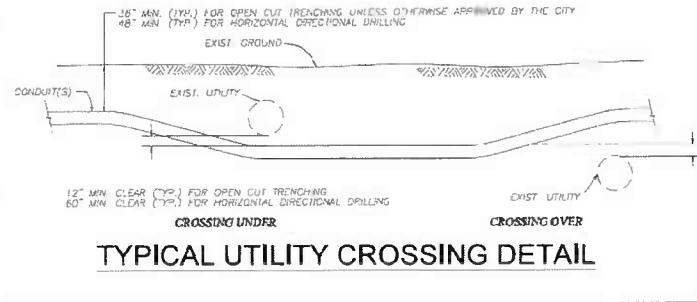 36" MIN. (TYP.) FOR OPEN CUT TRENCHING UNLESS OTHERWISE APPROVED BY THE CITY
48" MIN. (TYP.) FOR HORIZONTAL DIRECTIONAL DRILLING
EXIST. GROUND
CONDUIT(S)
EXIST. UTILITY
12" MIN. CLEAR (TYP.) FOR OPEN CUT TRENCHING
60" MIN. CLEAR (TYP.) FOR HORIZONTAL DIRECTIONAL DRILLING
EXIST. UTILITY
CROSSING UNDER
CROSSING OVER
TYPICAL UTILITY CROSSING DETAIL